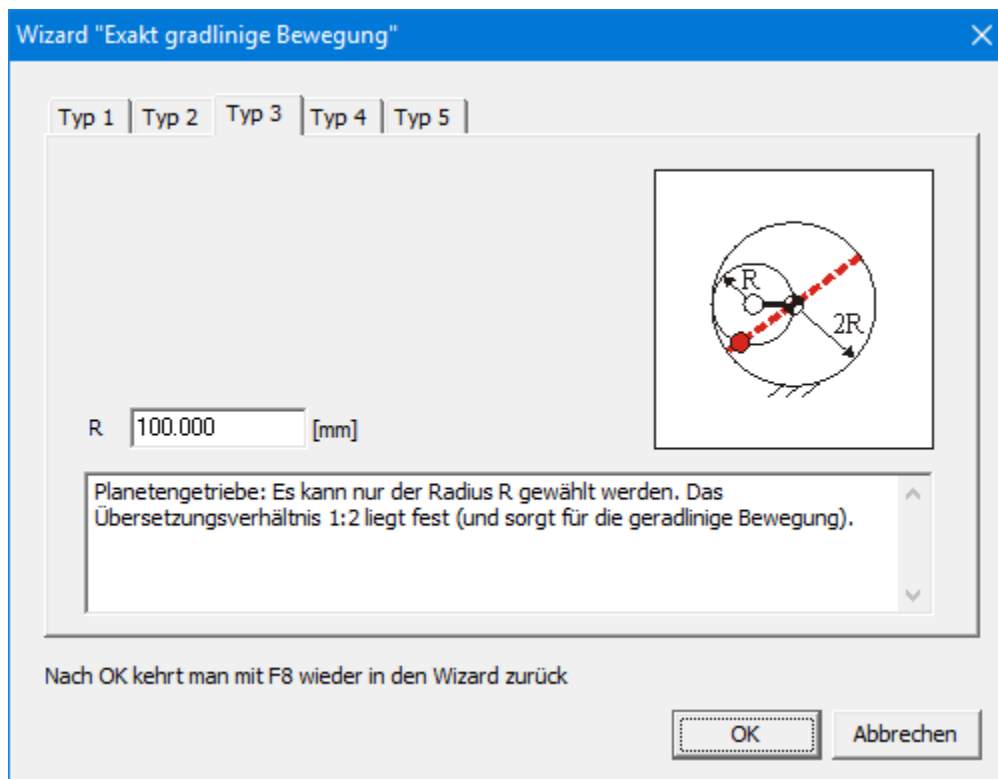 Wizard "Exakt gradlinige Bewegung"
Typ 1 Typ 2 Typ 3 Typ 4 Typ 5
R
2R
R 100.000 [mm]
Planetengetriebe: Es kann nur der Radius R gewählt werden. Das
Übersetzungsverhältnis 1:2 liegt fest (und sorgt für die geradlinige Bewegung).
Nach OK kehrt man mit F8 wieder in den Wizard zurück
OK Abbrechen